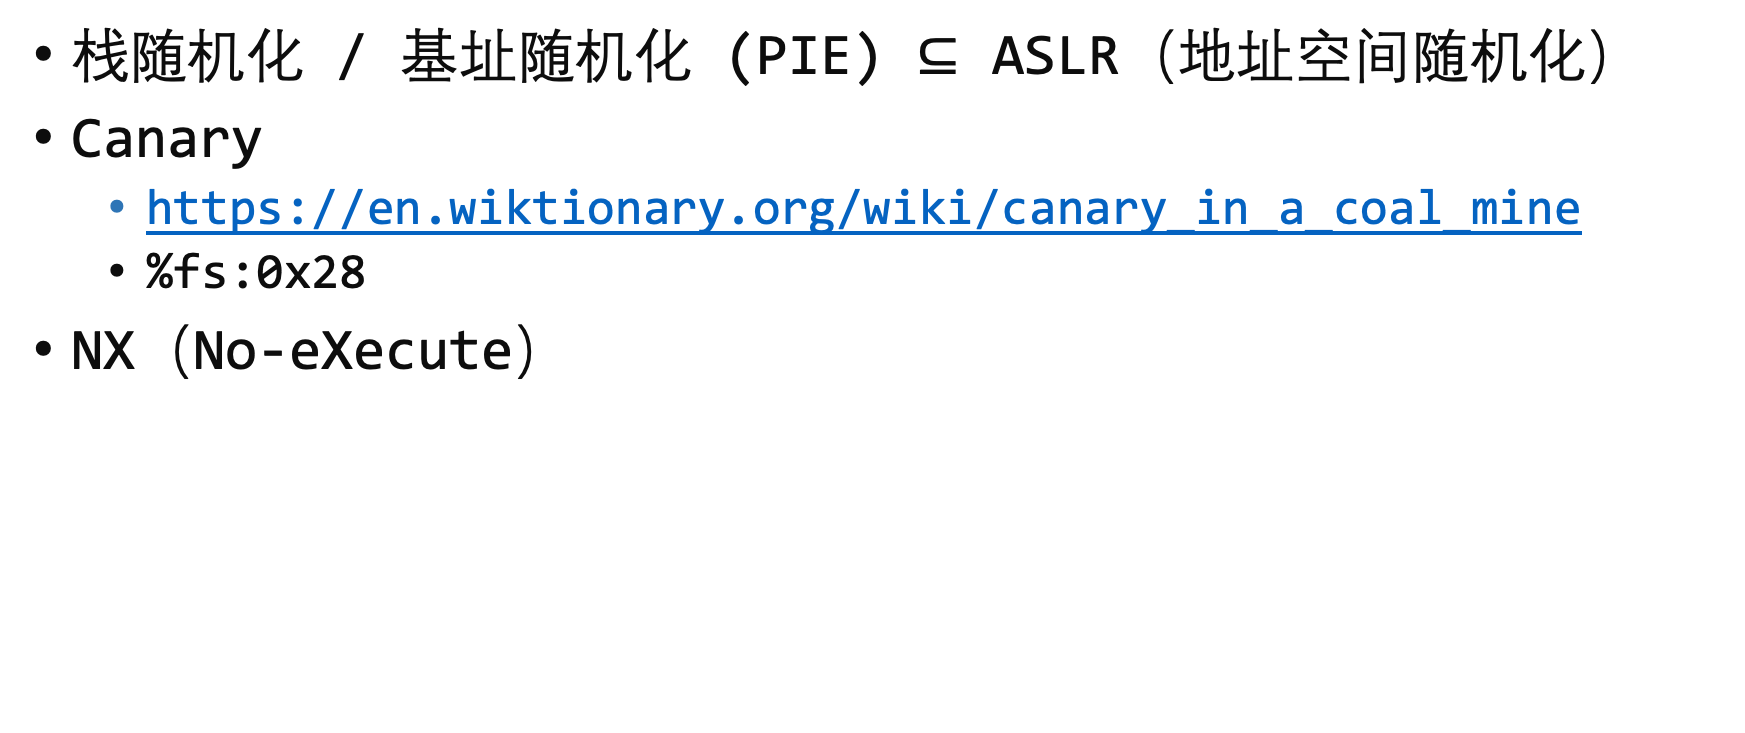 • 栈随机化 / 基址随机化 (PIE) ⊆ ASLR（地址空间随机化）
• Canary
• https://en.wiktionary.org/wiki/canary_in_a_coal_mine
• %fs:0x28
• NX（No-eXecute）